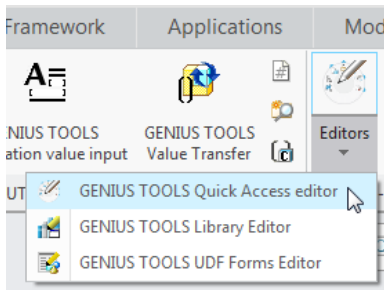 Framework Applications Mod
GENIUS TOOLS
Value Transfer
Editors
GENIUS TOOLS Quick Access editor
GENIUS TOOLS Library Editor
GENIUS TOOLS UDF Forms Editor